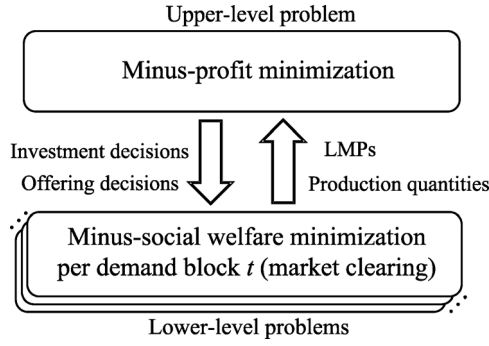 Upper-level problem
Minus-profit minimization
Investment decisions
Offering decisions
LMPs
Production quantities
Minus-social welfare minimization
per demand block t (market clearing)
Lower-level problems